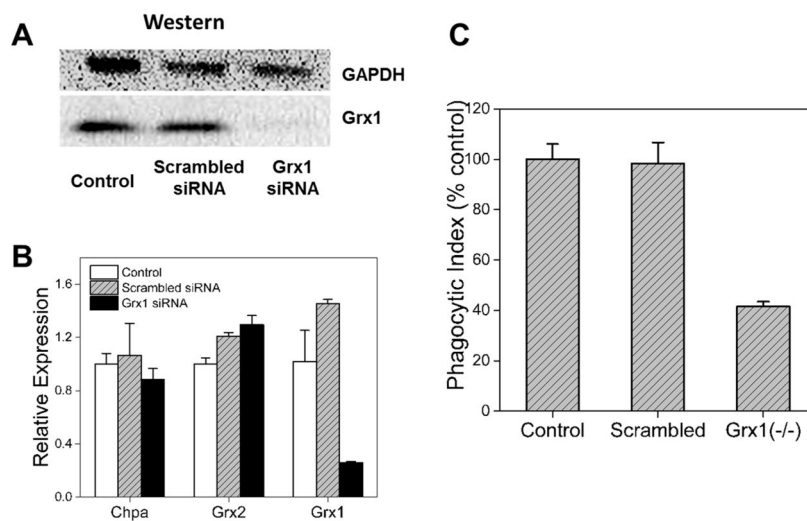 A
Western
GAPDH
Grx1
Control
Scrambled
siRNA
Grx1
siRNA
B
Relative Expression
1.6
1.2
0.8
0.4
0.0
Control
Scrambled siRNA
Grx1 siRNA
Chpa
Grx2
Grx1
C
Phagocytic Index (% control)
120
100
80
60
40
20
0
Control
Scrambled
Grx1(-/-)